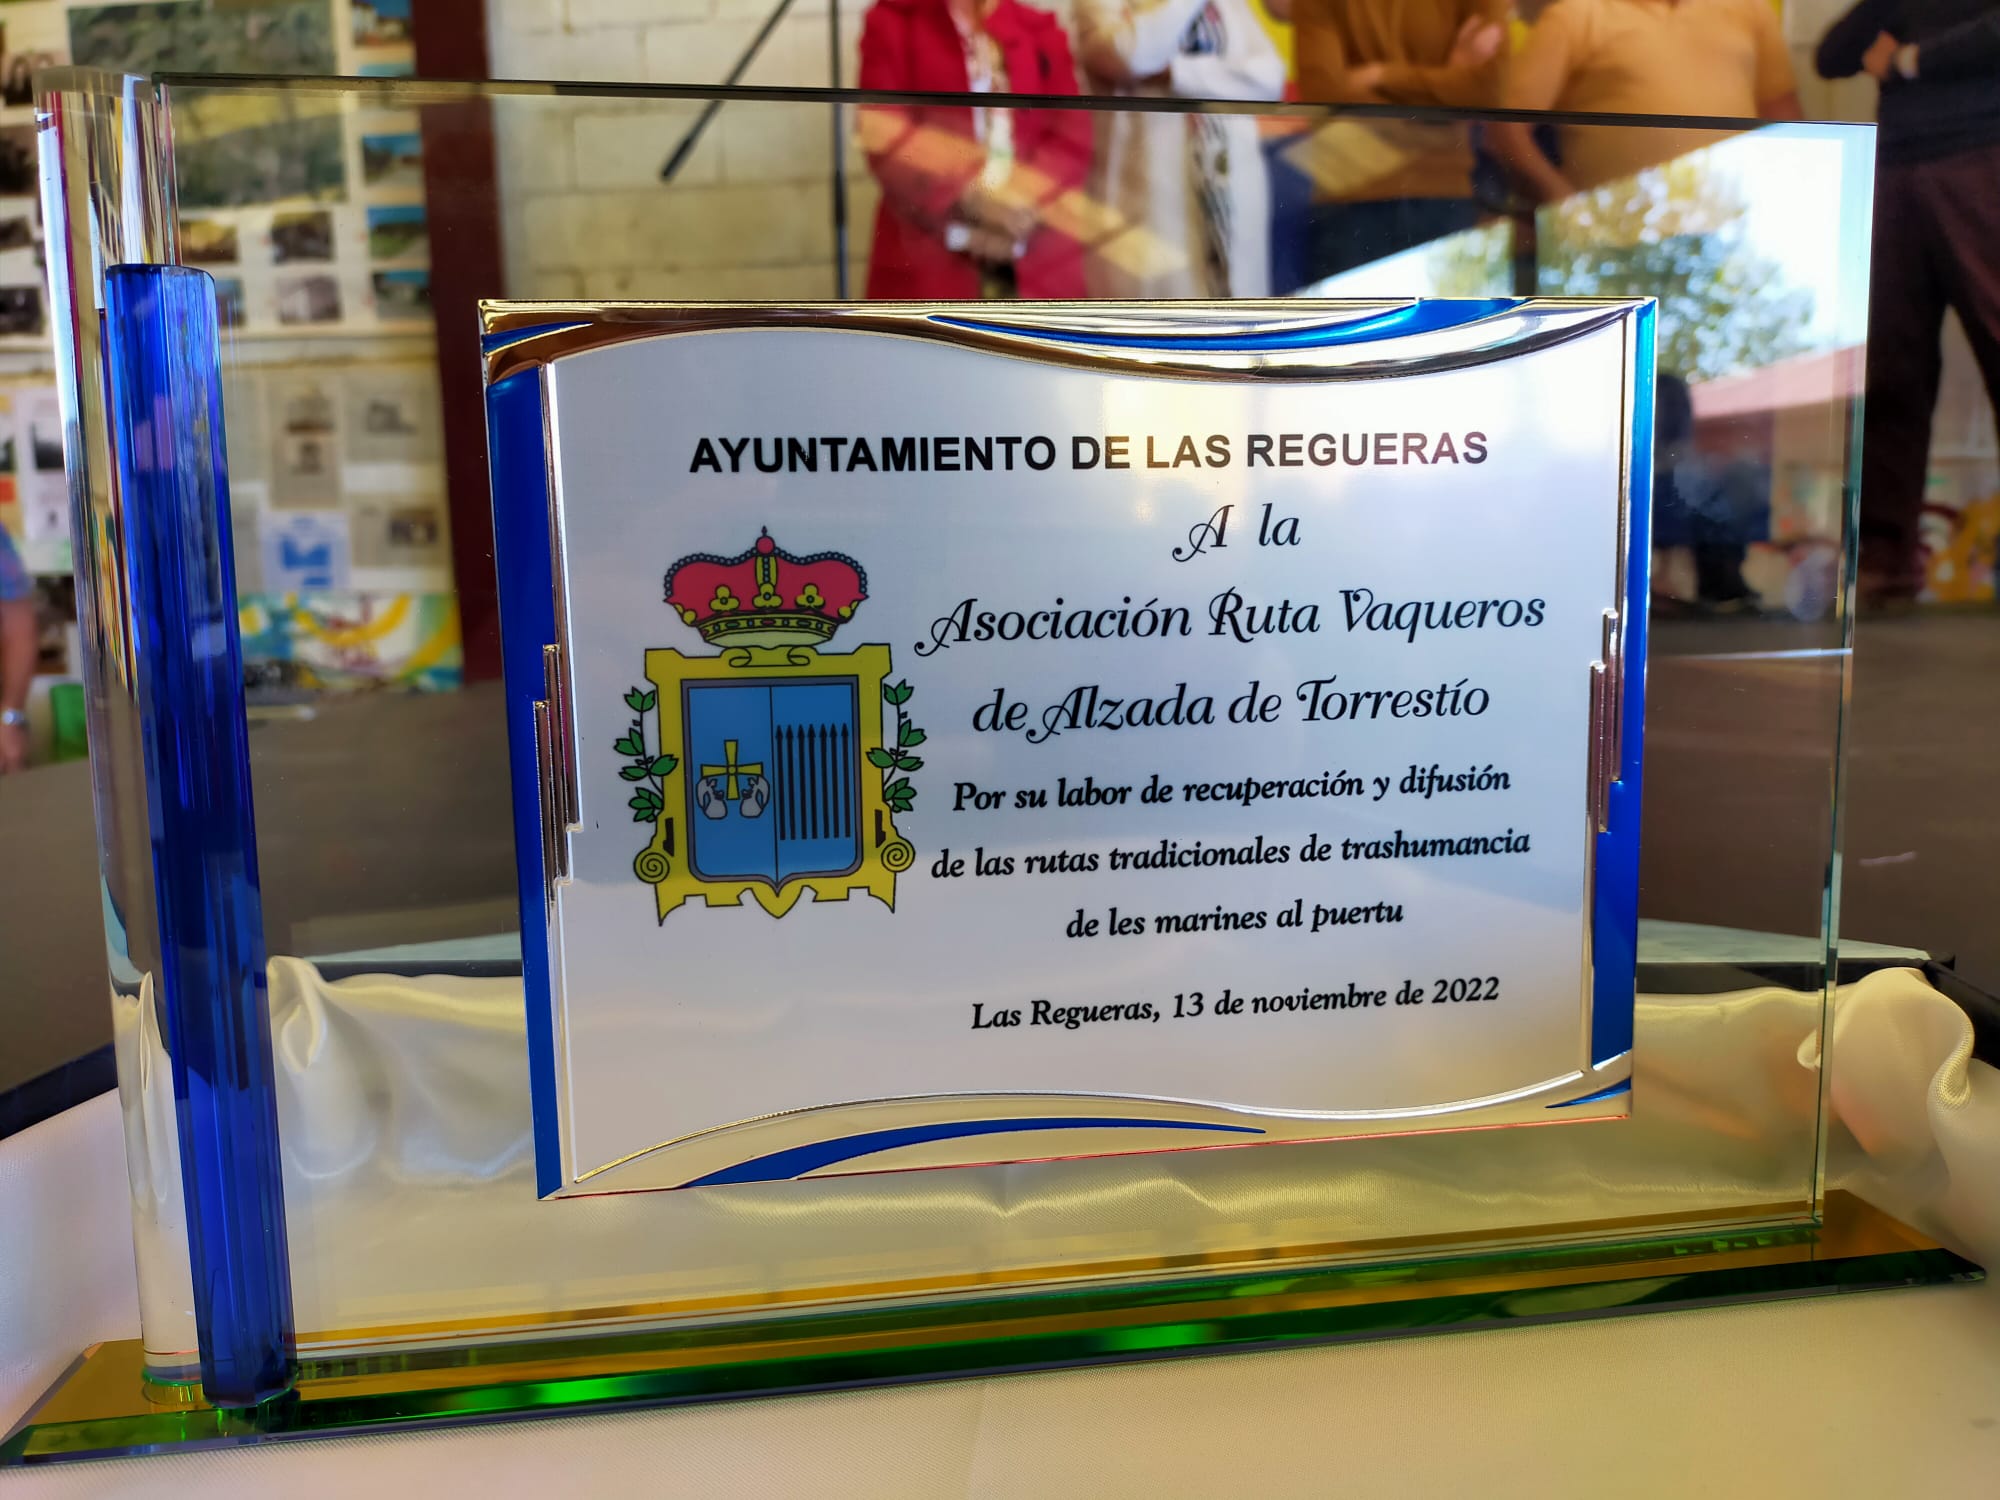 AYUNTAMIENTO DE LAS REGUERAS
A la
Asociación Ruta Vaqueros
de Alzada de Torrestío
Por su labor de recuperación y difusión
de las rutas tradicionales de trashumancia
de les marines al puertu
Las Regueras, 13 de noviembre de 2022